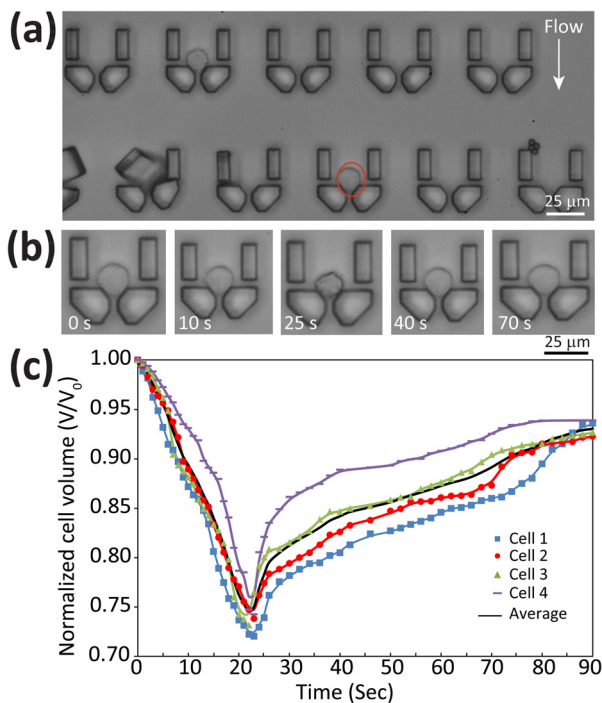 (a)
Flow
25 µm
(b)
0 s
10 s
25 s
40 s
70 s
25 µm
(c)
Normalized cell volume (V/V₀)
1.00
0.95
0.90
0.85
0.80
0.75
0.70
Cell 1
Cell 2
Cell 3
Cell 4
Average
0 10 20 30 40 50 60 70 80 90
Time (Sec)